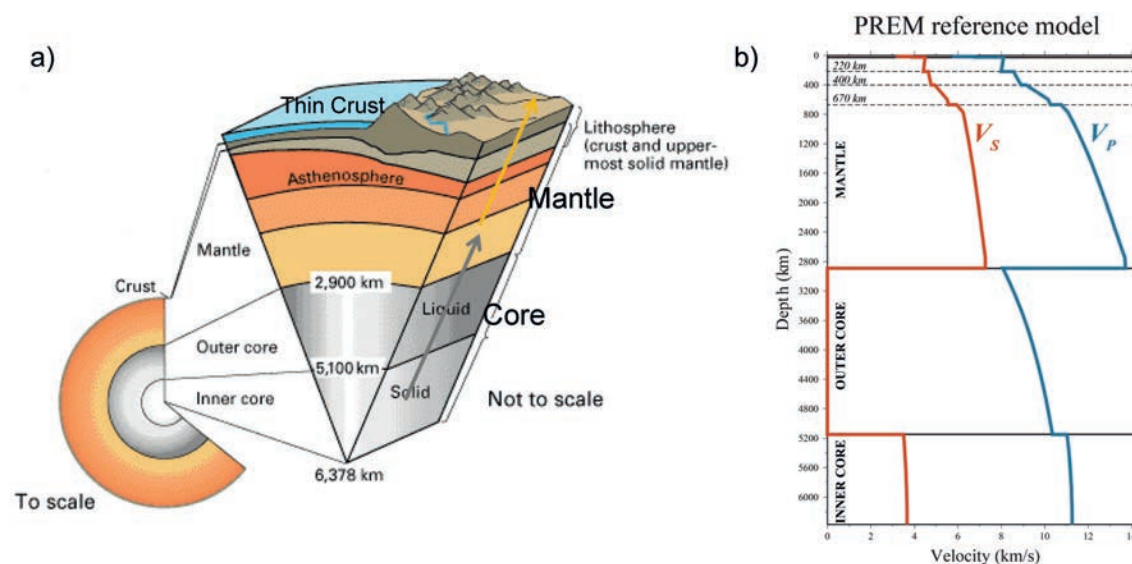 a)
Thin Crust
Lithosphere
(crust and upper-
most solid mantle)
Asthenosphere
Mantle
Mantle
Crust
2,900 km
Liquid
Core
Outer core
5,100 km
Inner core
Solid
Not to scale
6,378 km
To scale
PREM reference model
b)
0
220 km
400 km
400
670 km
800
1200
1600
2000
2400
2800
3200
3600
4000
4400
4800
5200
5600
6000
Depth (km)
MANTLE
OUTER CORE
INNER CORE
VS
VP
0 2 4 6 8 10 12 14
Velocity (km/s)